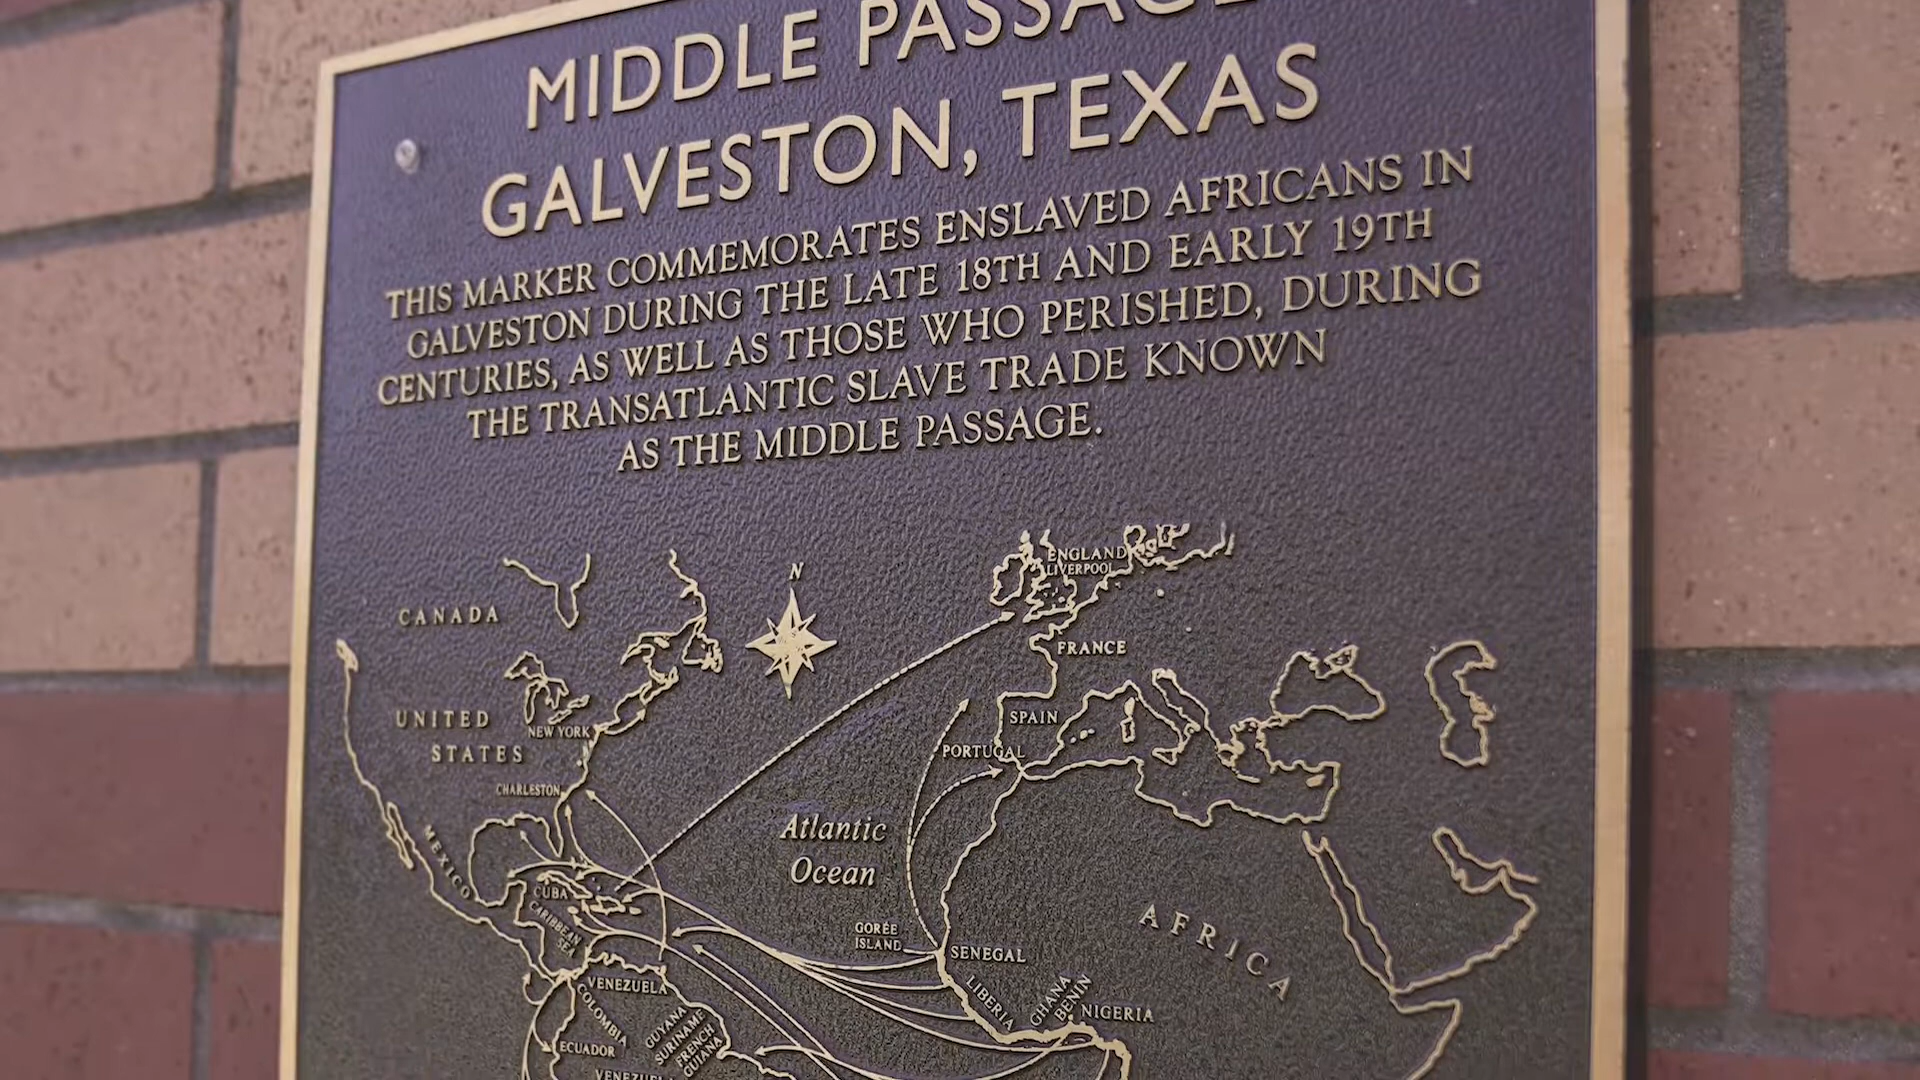 MIDDLE PASSAGE
GALVESTON, TEXAS
THIS MARKER COMMEMORATES ENSLAVED AFRICANS IN
GALVESTON DURING THE LATE 18TH AND EARLY 19TH
CENTURIES, AS WELL AS THOSE WHO PERISHED, DURING
THE TRANSATLANTIC SLAVE TRADE KNOWN
AS THE MIDDLE PASSAGE.
N
ENGLAND
LIVERPOOL
CANADA
FRANCE
UNITED
STATES
NEW YORK
SPAIN
PORTUGAL
CHARLESTON
MEXICO
Atlantic
Ocean
CUBA
CARIBBEAN
SEA
AFRICA
GORÉE
ISLAND
SENEGAL
LIBERIA
GHANA
BENIN
NIGERIA
VENEZUELA
COLOMBIA
GUYANA
SURINAME
FRENCH
GUIANA
ECUADOR